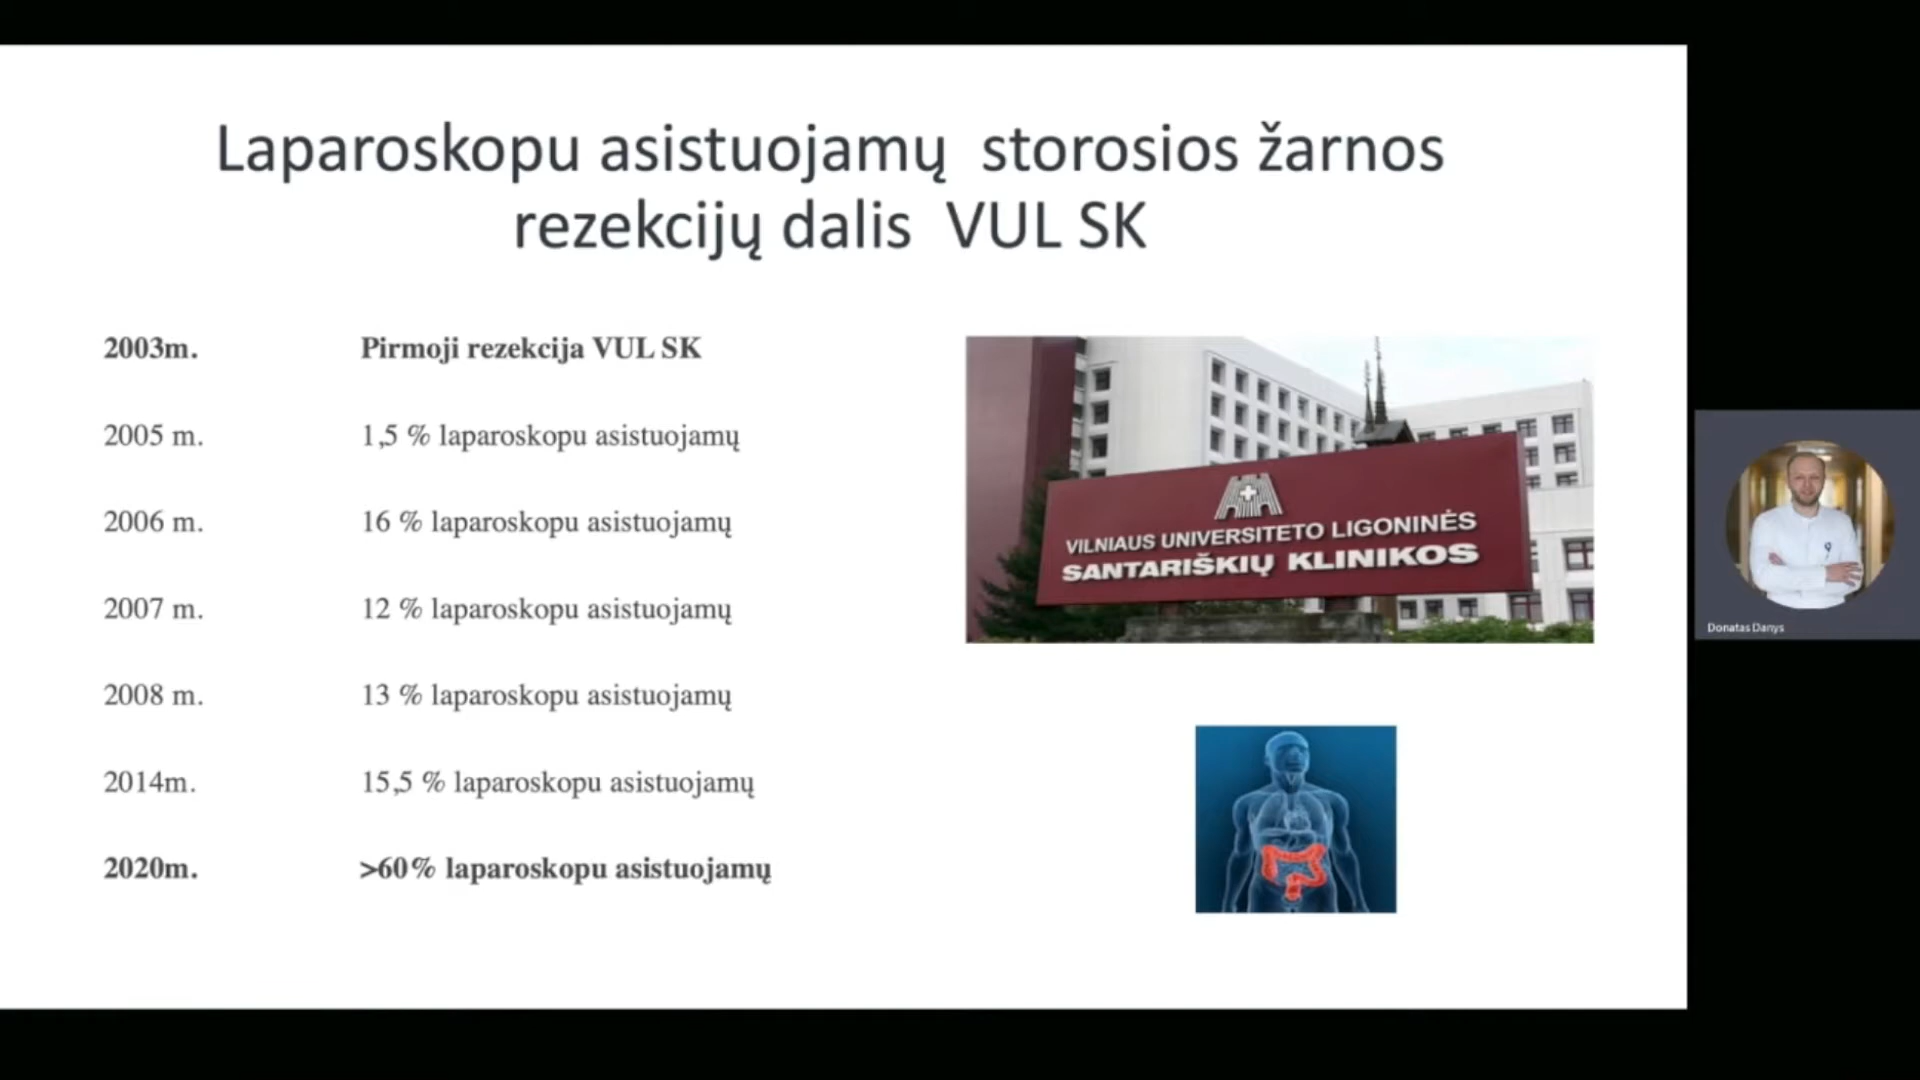 Laparoskopu asistuojamų storosios žarnos
rezekcijų dalis VUL SK
2003m. Pirmoji rezekcija VUL SK
2005 m. 1,5 % laparoskopu asistuojamų
2006 m. 16 % laparoskopu asistuojamų
2007 m. 12 % laparoskopu asistuojamų
2008 m. 13 % laparoskopu asistuojamų
2014m. 15,5 % laparoskopu asistuojamų
2020m. >60% laparoskopu asistuojamų
VILNIAUS UNIVERSITETO LIGONINĖS
SANTARIŠKIŲ KLINIKOS
Donatas Danys